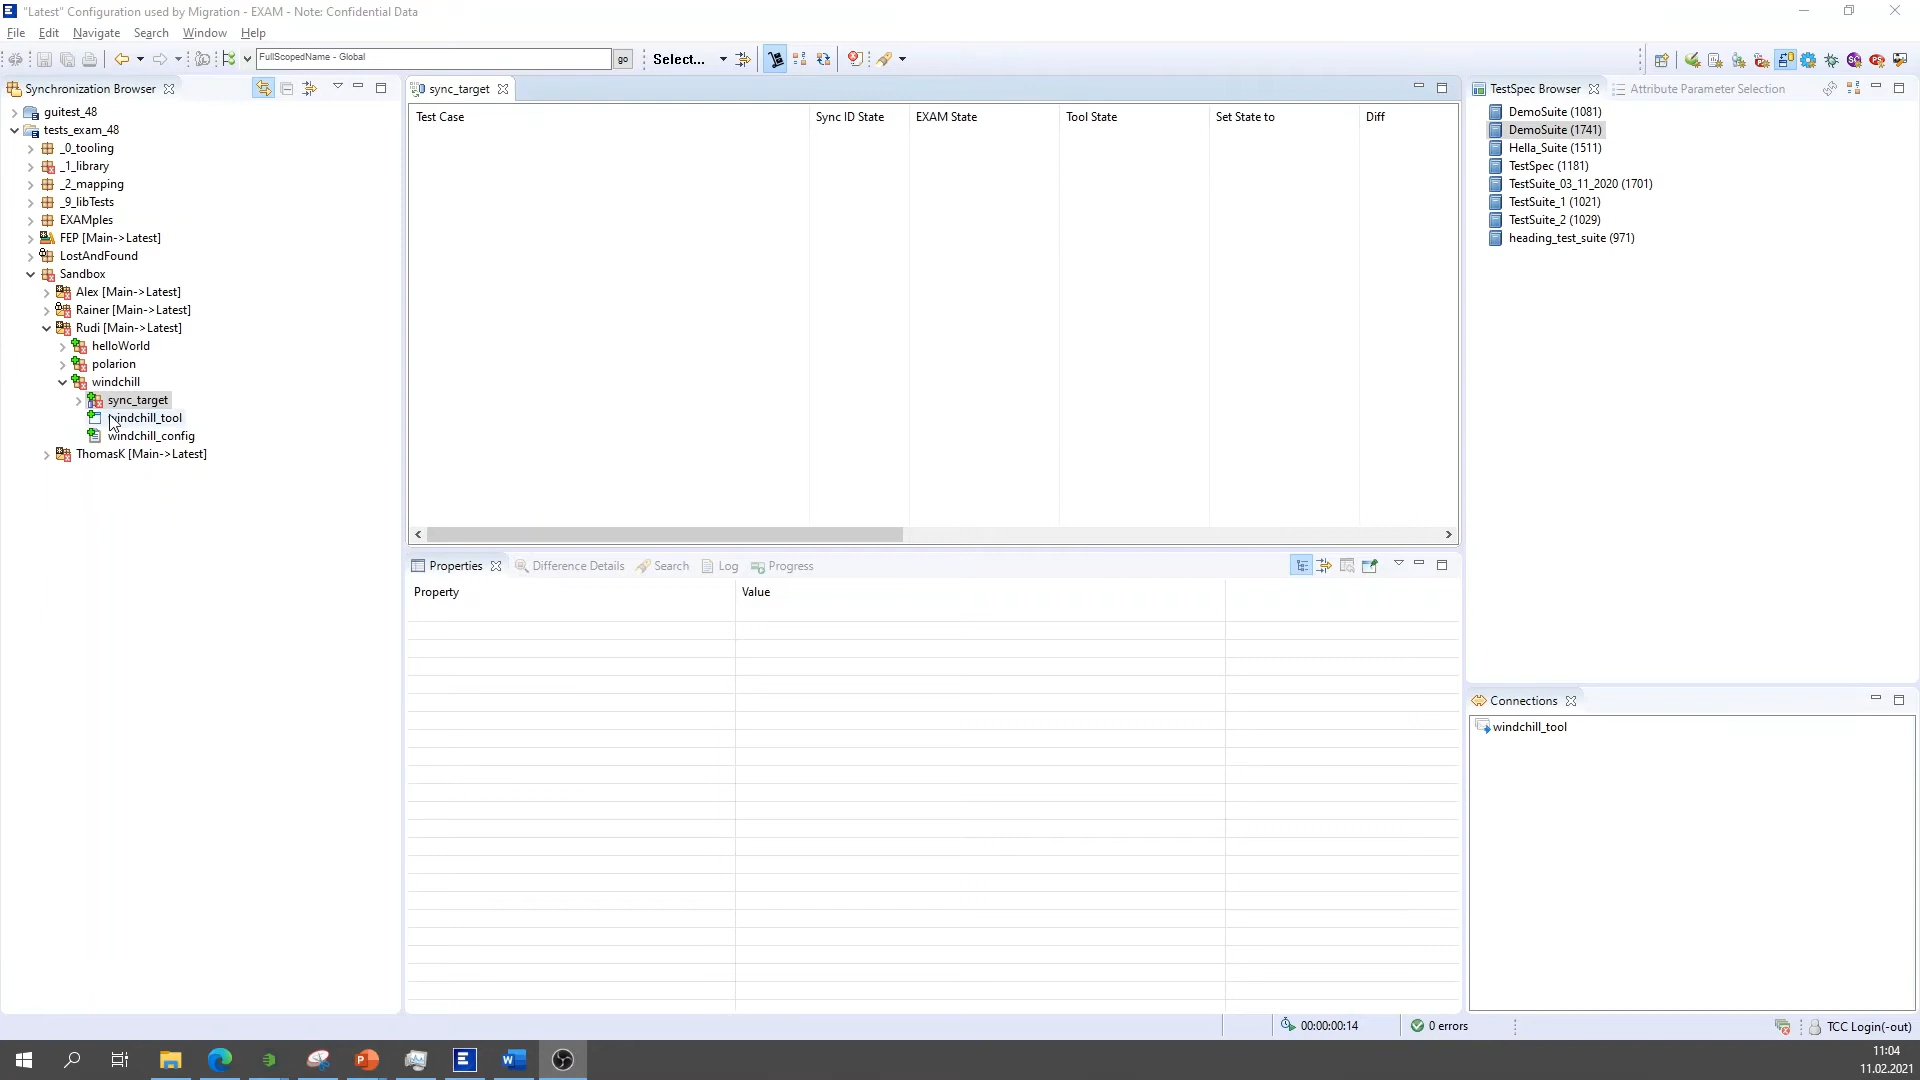 "Latest" Configuration used by Migration - EXAM - Note: Confidential Data
File Edit Navigate Search Window Help
FullScopedName - Global
go
Select...
Synchronization Browser
guitest_48
tests_exam_48
_0_tooling
_1_library
_2_mapping
_9_libTests
EXAMples
FEP [Main->Latest]
LostAndFound
Sandbox
Alex [Main->Latest]
Rainer [Main->Latest]
Rudi [Main->Latest]
helloWorld
polarion
windchill
sync_target
windchill_tool
windchill_config
ThomasK [Main->Latest]
sync_target
Test Case Sync ID State EXAM State Tool State Set State to Diff
Properties Difference Details Search Log Progress
Property Value
TestSpec Browser Attribute Parameter Selection
DemoSuite (1081)
DemoSuite (1741)
Hella_Suite (1511)
TestSpec (1181)
TestSuite_03_11_2020 (1701)
TestSuite_1 (1021)
TestSuite_2 (1029)
heading_test_suite (971)
Connections
windchill_tool
00:00:00:14
0 errors
TCC Login(-out)
11:04
11.02.2021